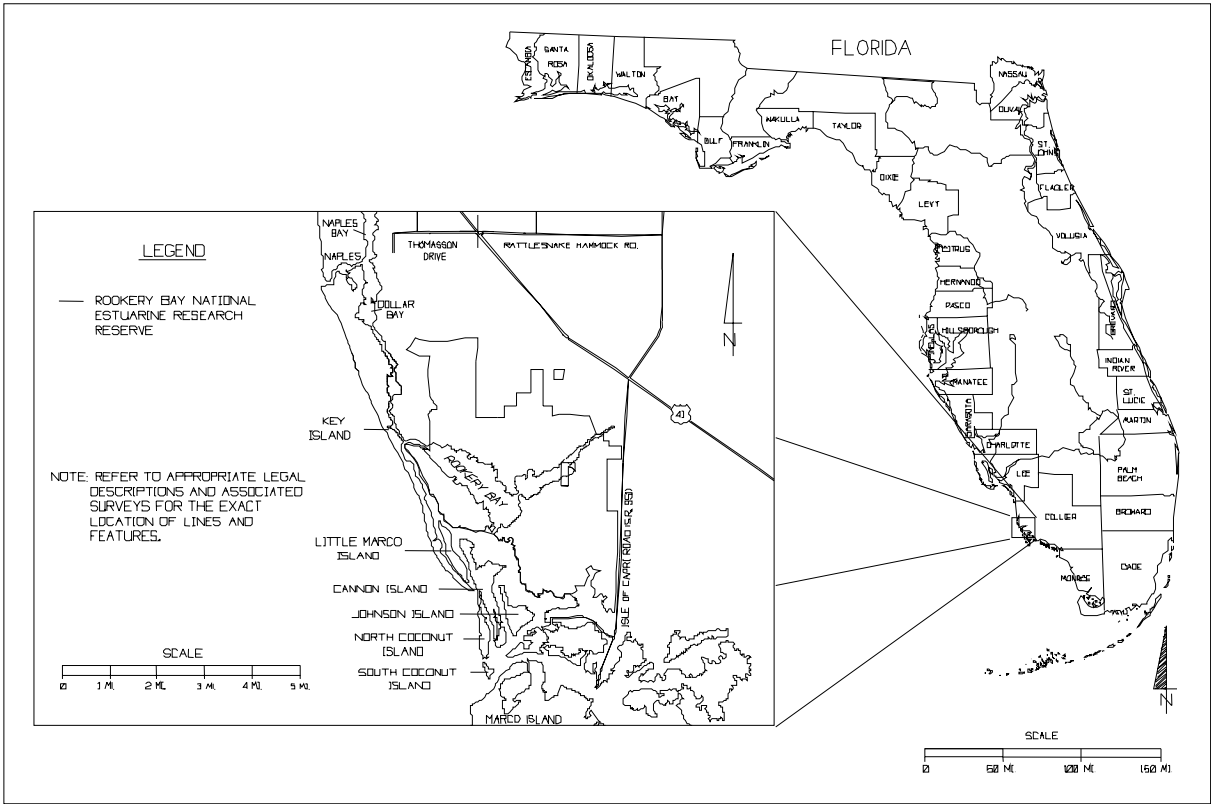 FLORIDA
ESCAMBIA
SANTA
ROSA
OKALOOSA
WALTON
BAY
GULF
FRANKLIN
WAKULLA
TAYLOR
DIXIE
LEVY
NASSAU
DUVAL
ST.
JOHNS
FLAGLER
VOLUSIA
CITRUS
HERNANDO
PASCO
PINELLAS
HILLSBOROUGH
MANATEE
SARASOTA
CHARLOTTE
LEE
COLLIER
MONROE
BREVARD
INDIAN
RIVER
ST.
LUCIE
MARTIN
PALM
BEACH
BROWARD
DADE
N
SCALE
0 50 MI. 100 MI. 150 MI.
LEGEND
ROOKERY BAY NATIONAL
ESTUARINE RESEARCH
RESERVE
NOTE: REFER TO APPROPRIATE LEGAL
DESCRIPTIONS AND ASSOCIATED
SURVEYS FOR THE EXACT
LOCATION OF LINES AND
FEATURES.
SCALE
0 1 MI. 2 MI. 3 MI. 4 MI. 5 MI.
NAPLES
BAY
NAPLES
DOLLAR
BAY
THOMASSON
DRIVE
RATTLESNAKE HAMMOCK RD.
N
41
KEY
ISLAND
ROOKERY BAY
ISLE OF CAPRI ROAD (S.R. 951)
LITTLE MARCO
ISLAND
CANNON ISLAND
JOHNSON ISLAND
NORTH COCONUT
ISLAND
SOUTH COCONUT
ISLAND
MARCO ISLAND